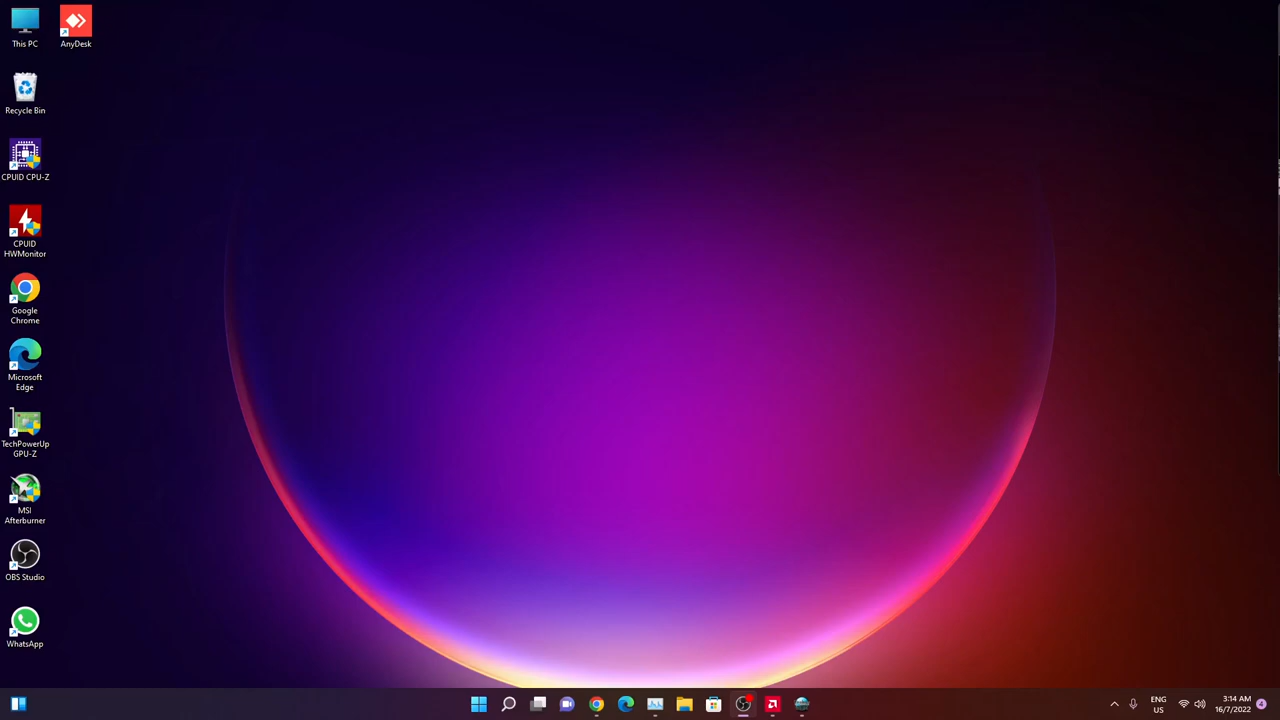 This PC
AnyDesk
Recycle Bin
CPUID CPU-Z
CPUID
HWMonitor
Google
Chrome
Microsoft
Edge
TechPowerUp
GPU-Z
MSI
Afterburner
OBS Studio
WhatsApp
ENG
US
3:14 AM
16/7/2022
4